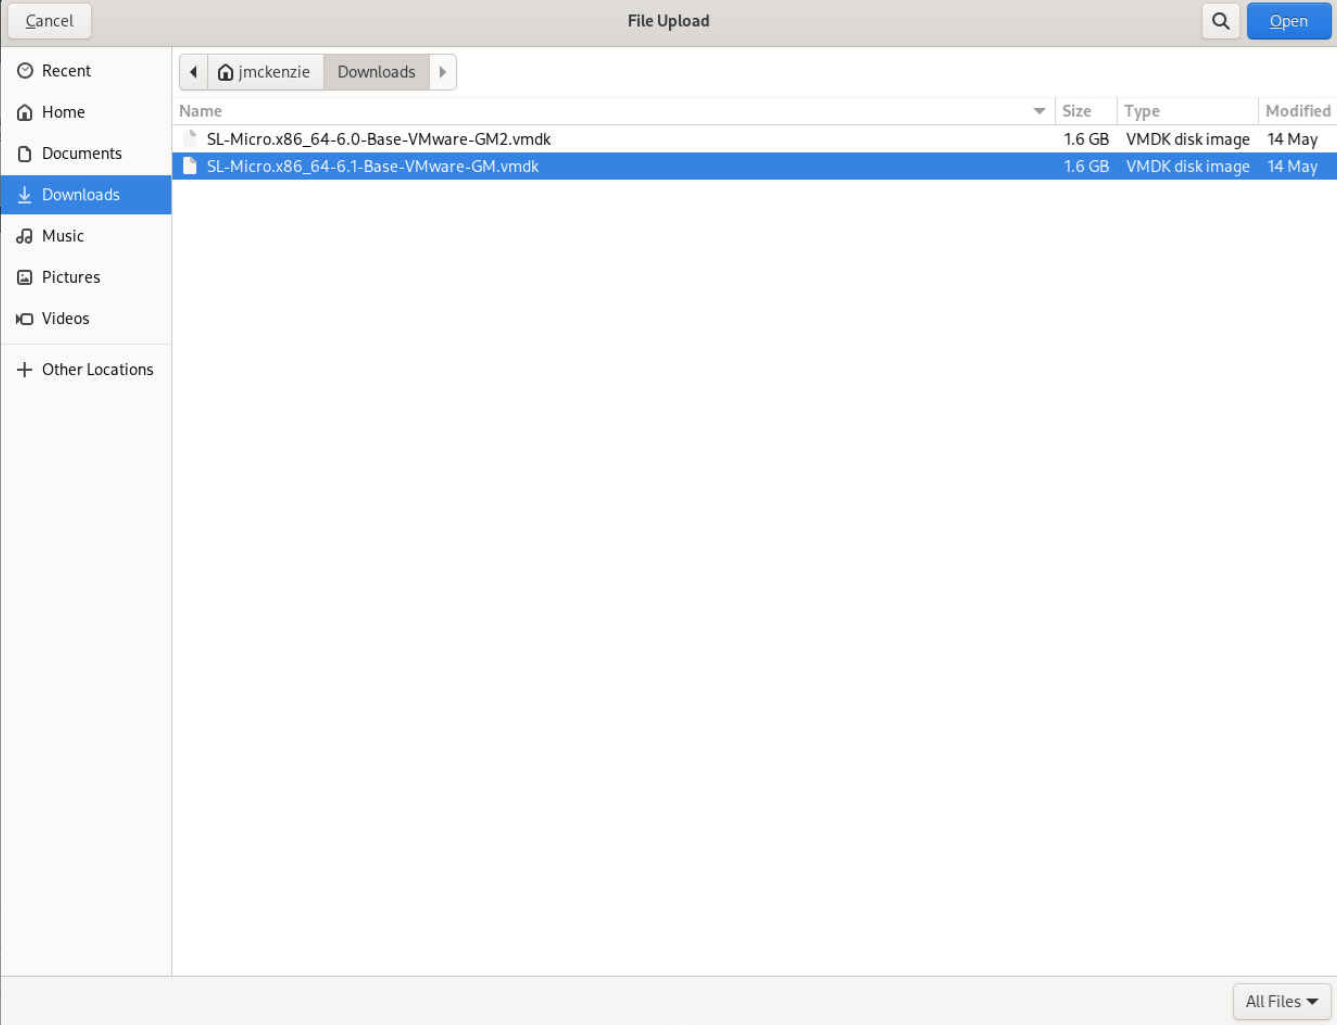 Cancel
File Upload
Open
Recent
Home
Documents
Downloads
Music
Pictures
Videos
Other Locations
jmckenzie
Downloads
Name Size Type Modified
SL-Micro.x86_64-6.0-Base-VMware-GM2.vmdk 1.6 GB VMDK disk image 14 May
SL-Micro.x86_64-6.1-Base-VMware-GM.vmdk 1.6 GB VMDK disk image 14 May
All Files